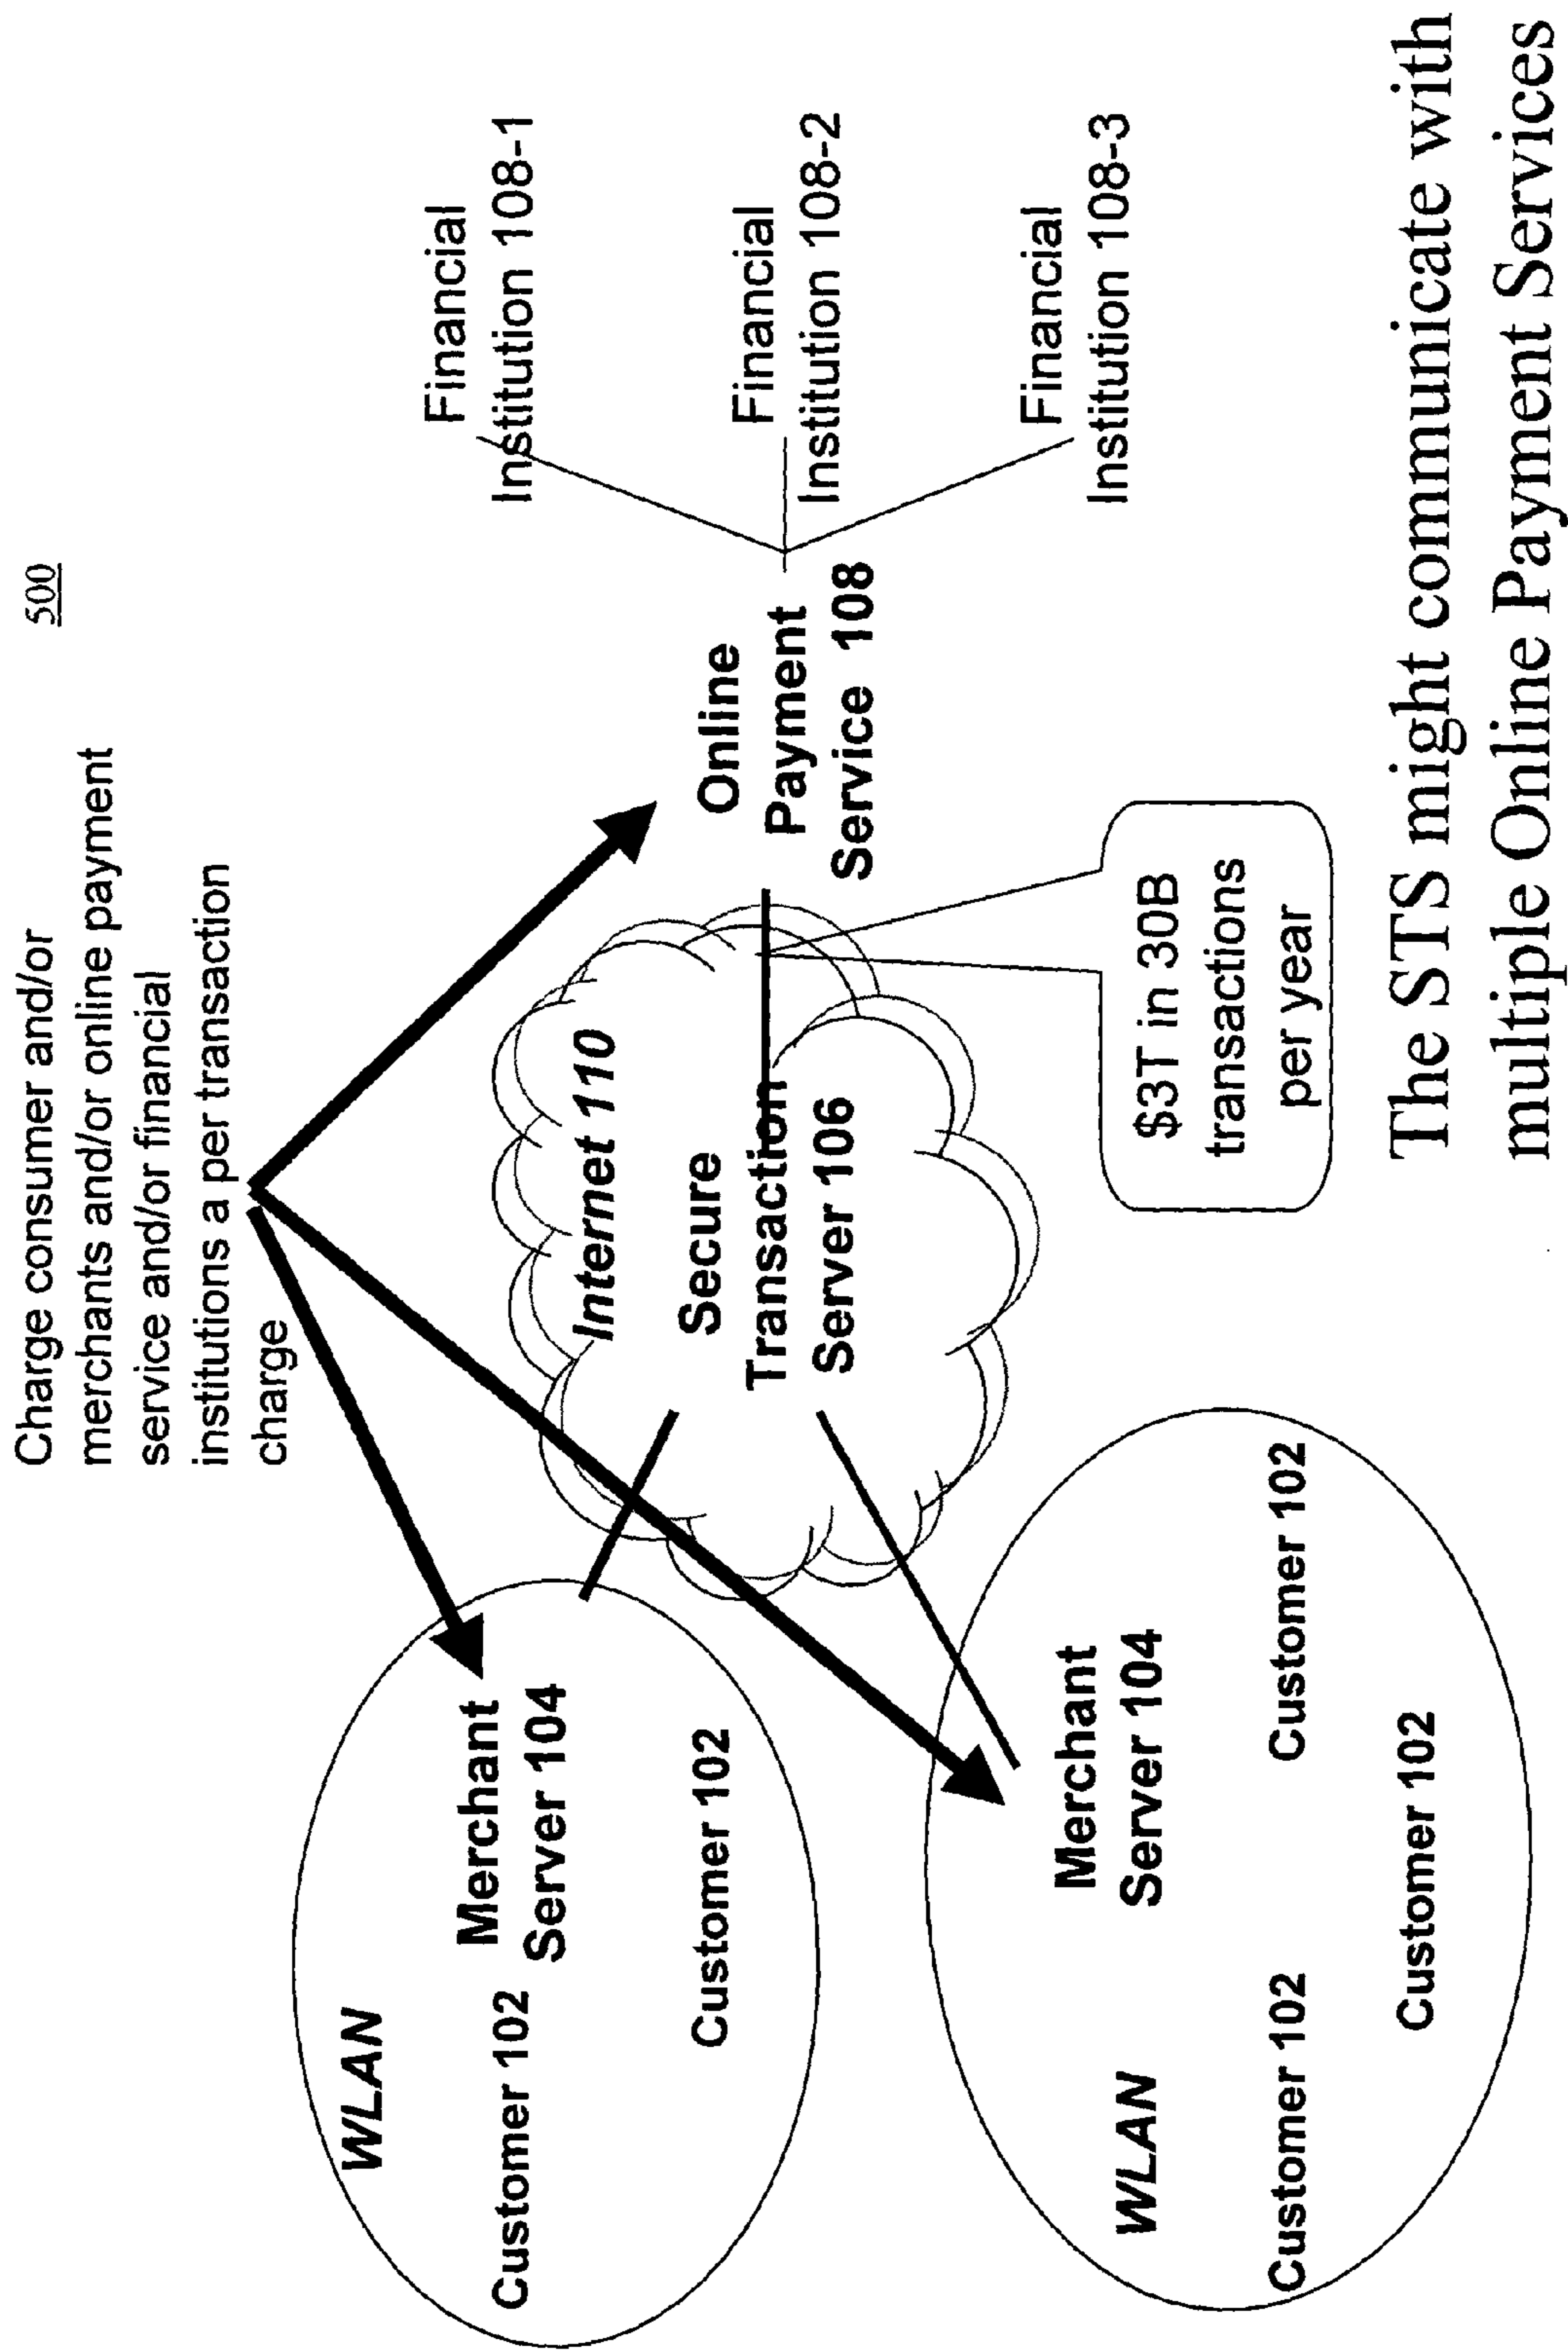 500
Charge consumer and/or
merchants and/or online payment
service and/or financial
institutions a per transaction
charge
WLAN
Customer 102
Merchant
Server 104
Customer 102
Internet 110
Secure
Transaction
Server 106
Online
Payment
Service 108
Financial
Institution 108-1
Financial
Institution 108-2
Financial
Institution 108-3
WLAN
Merchant
Server 104
Customer 102
Customer 102
Customer 102
$3T in 30B
transactions
per year
The STS might communicate with
multiple Online Payment Services